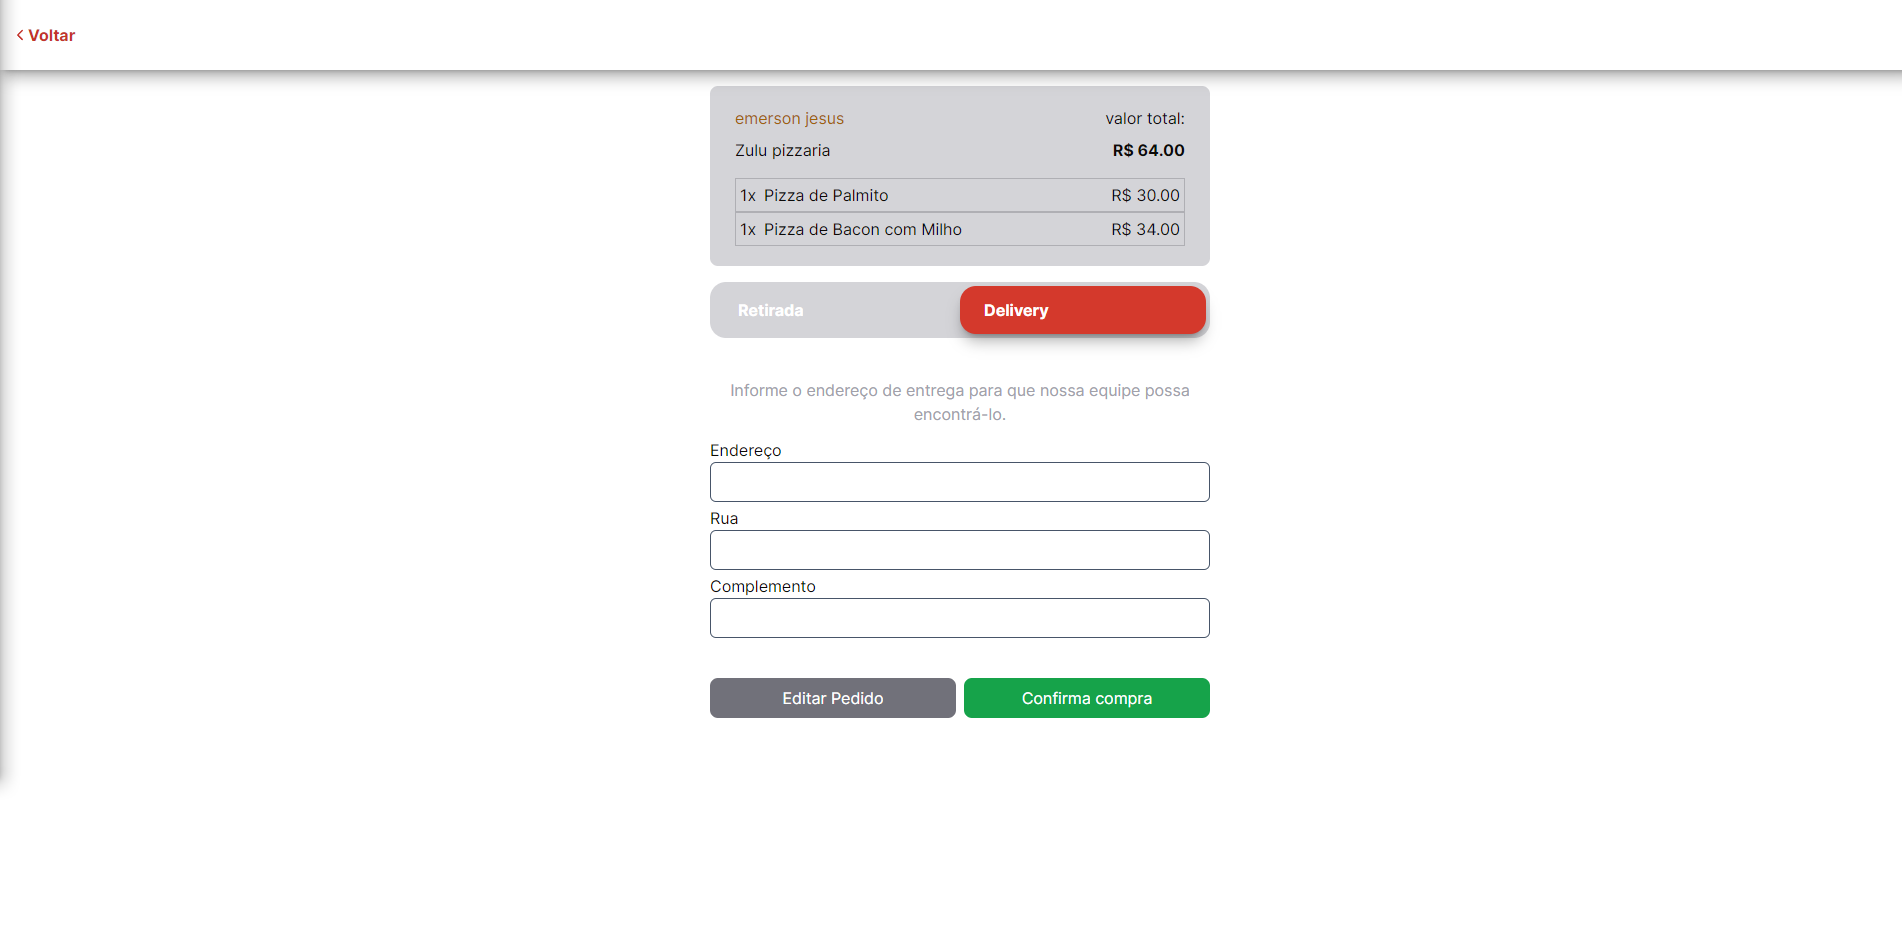 Voltar
emerson jesus valor total:
Zulu pizzaria R$ 64.00
1x Pizza de Palmito R$ 30.00
1x Pizza de Bacon com Milho R$ 34.00
Retirada Delivery
Informe o endereço de entrega para que nossa equipe possa
encontrá-lo.
Endereço
Rua
Complemento
Editar Pedido Confirma compra